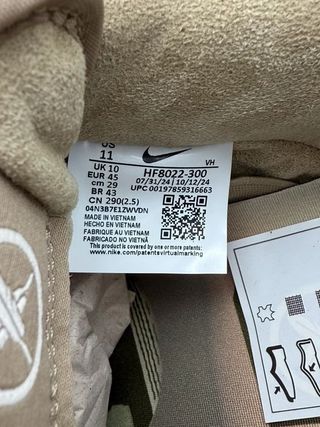 US
11
UK 10
EUR 45
cm 29
BR 43
CN 290(2.5)
VH
HF8022-300
07/31/24 | 10/12/24
UPC 00197859316663
04N3B7E1ZWVDN
MADE IN VIETNAM
HECHO EN VIETNAM
FABRIQUE AU VIETNAM
FABRICADO NO VIETNÃ
This product is covered by one or more patents. See
www.nike.com/patentsvirtualmarking